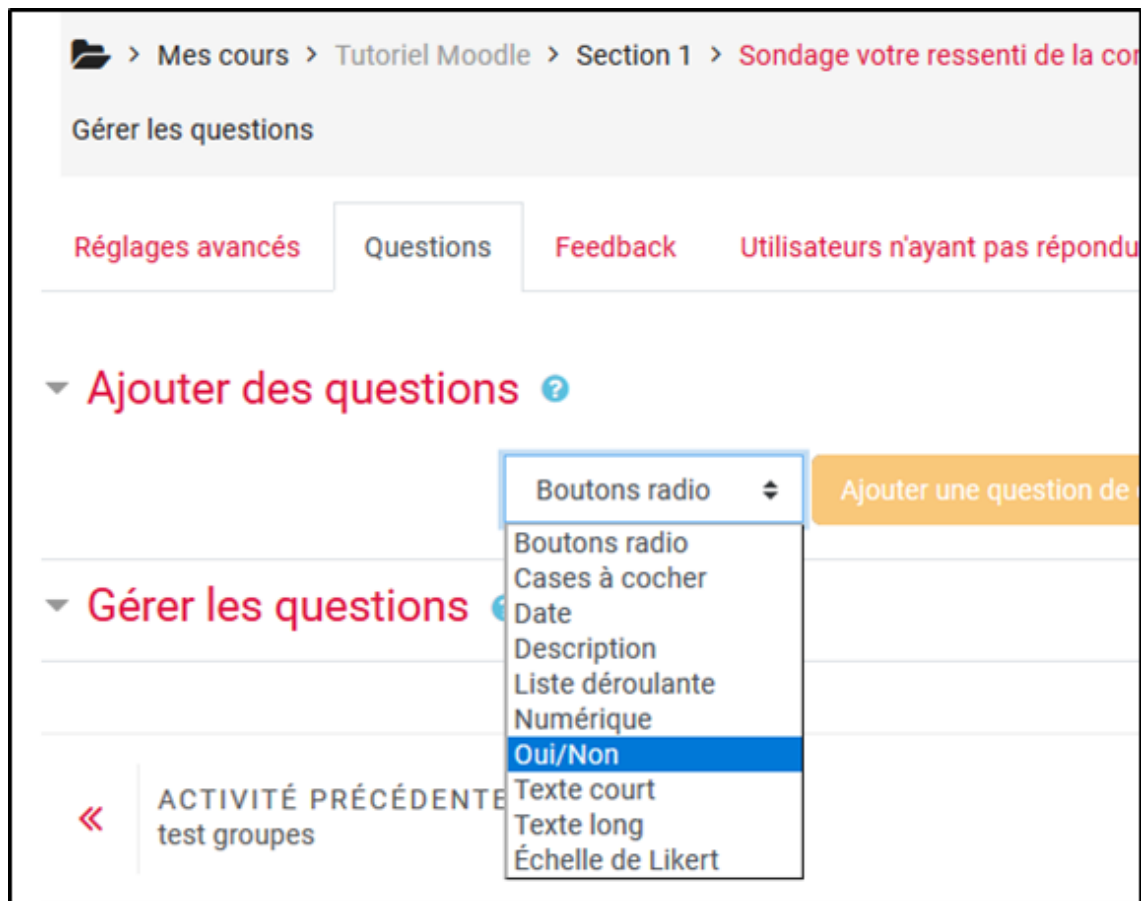 > Mes cours > Tutoriel Moodle > Section 1 > Sondage votre ressenti de la
Gérer les questions
Réglages avancés Questions Feedback Utilisateurs n'ayant pas répondu
Ajouter des questions ?
Boutons radio Ajouter une question de
Boutons radio
Cases à cocher
Gérer les questions
Date
Description
Liste déroulante
Numérique
Oui/Non
« ACTIVITÉ PRÉCÉDENTE
test groupes
Texte court
Texte long
Échelle de Likert